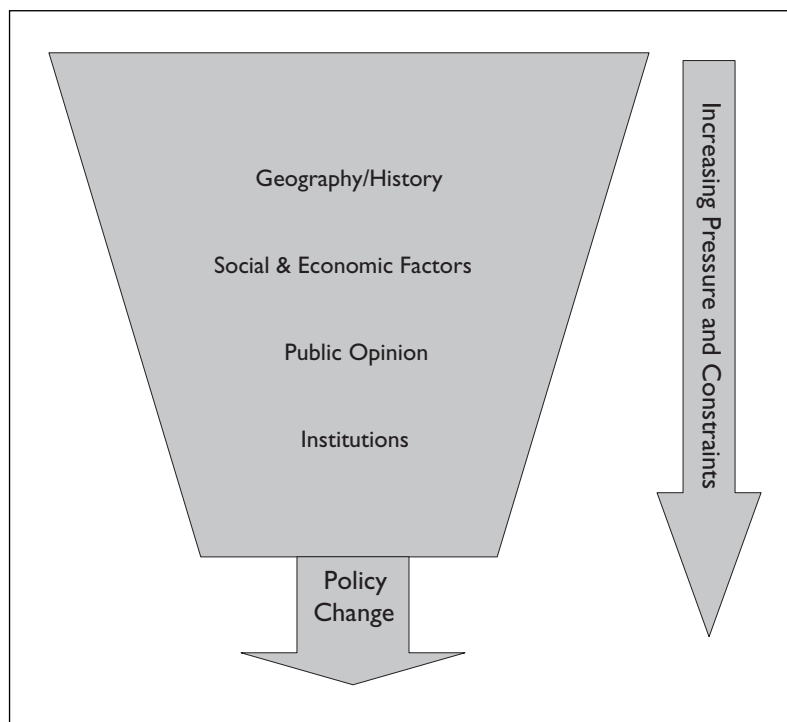 Geography/History
Social & Economic Factors
Public Opinion
Institutions
Policy
Change
Increasing Pressure and Constraints